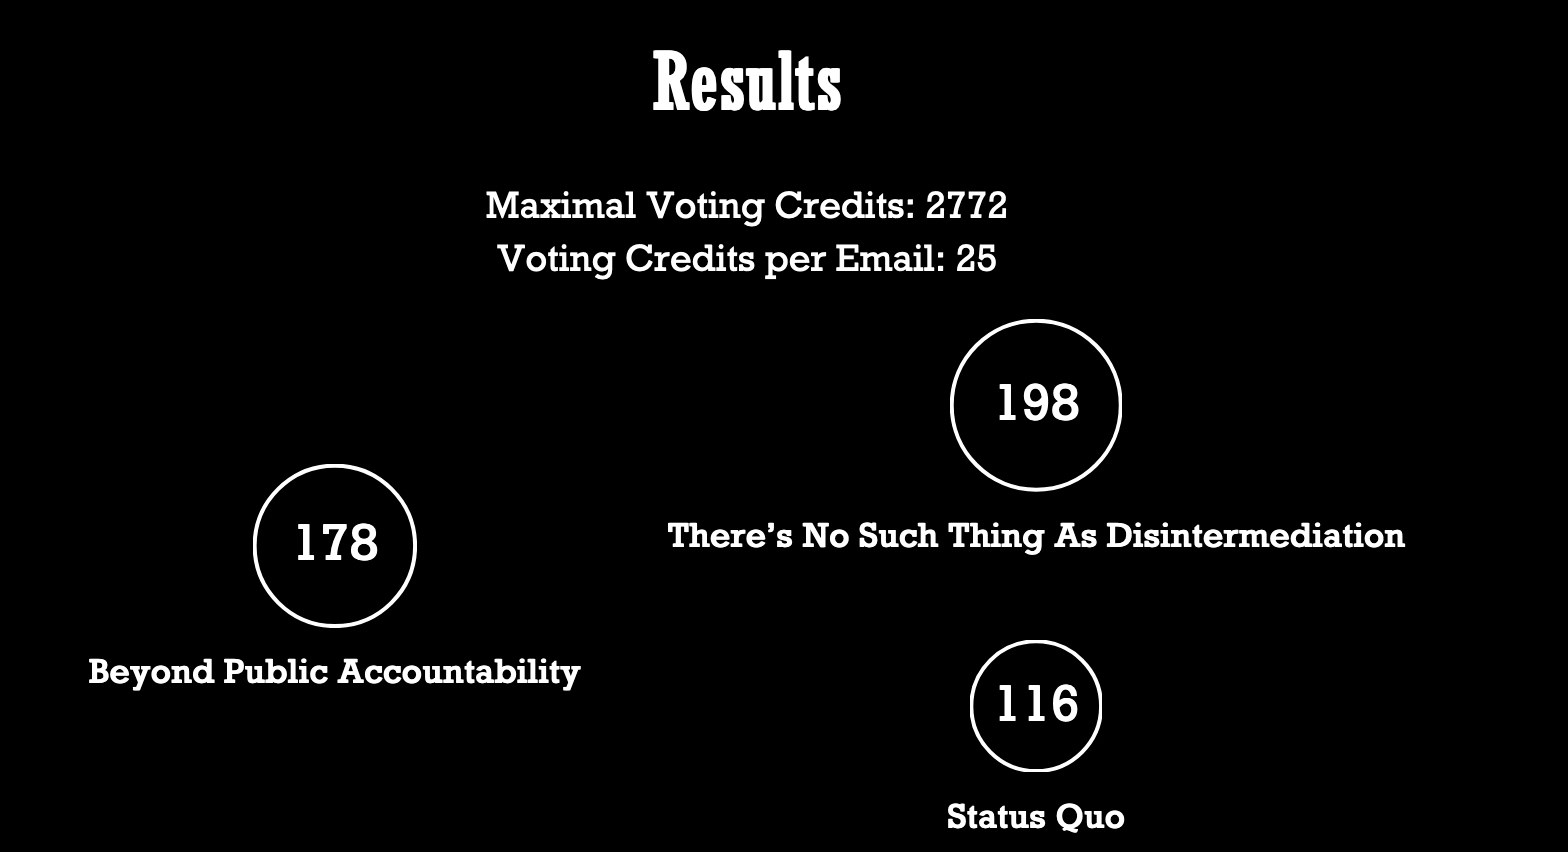 Results
Maximal Voting Credits: 2772
Voting Credits per Email: 25
198
There’s No Such Thing As Disintermediation
178
Beyond Public Accountability
116
Status Quo